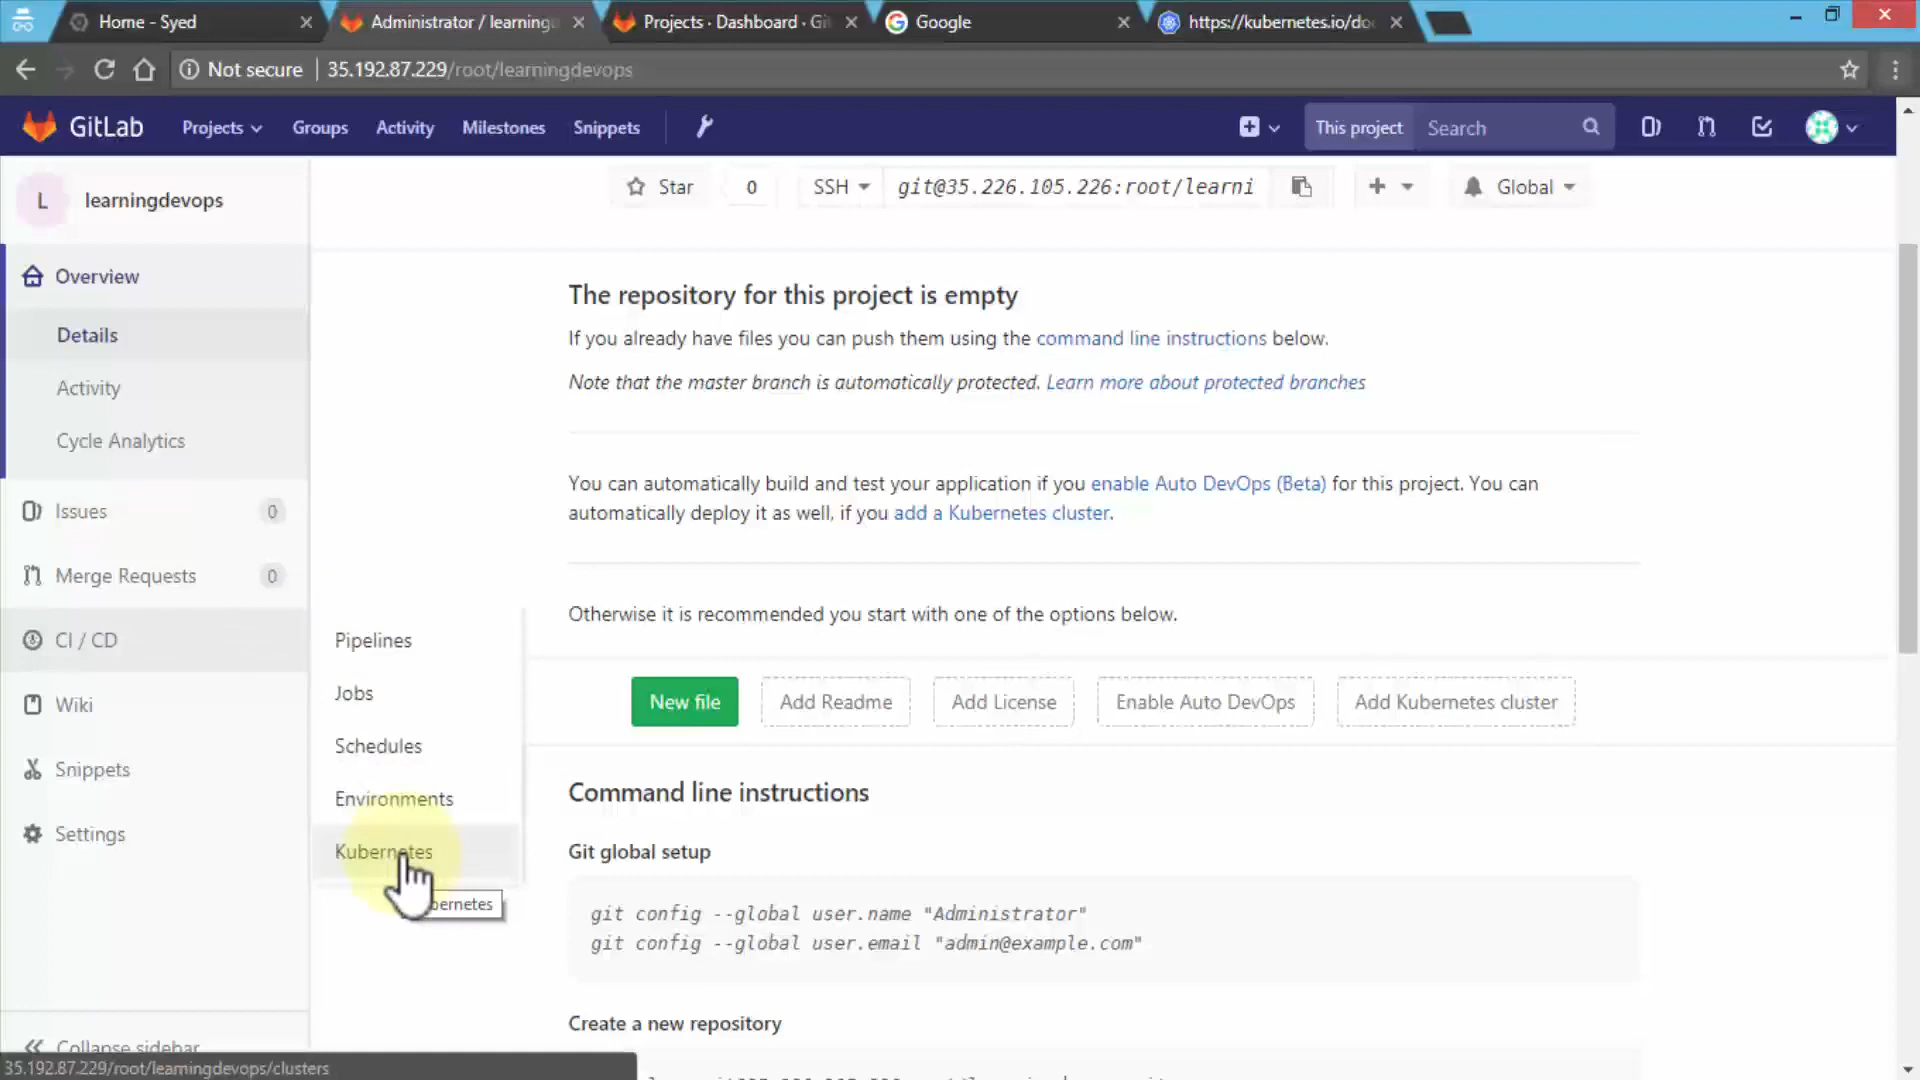 Home - Syed
Administrator / learning
Projects · Dashboard · Git
Google
https://kubernetes.io/do
Not secure
35.192.87.229/root/learningdevops
GitLab
Projects
Groups
Activity
Milestones
Snippets
This project
Search
L
learningdevops
Star
0
SSH
git@35.226.105.226:root/learni
Global
Overview
Details
Activity
Cycle Analytics
Issues
0
Merge Requests
0
CI / CD
Wiki
Snippets
Settings
Collapse sidebar
Pipelines
Jobs
Schedules
Environments
Kubernetes
bernetes
The repository for this project is empty
If you already have files you can push them using the command line instructions below.
Note that the master branch is automatically protected. Learn more about protected branches
You can automatically build and test your application if you enable Auto DevOps (Beta) for this project. You can
automatically deploy it as well, if you add a Kubernetes cluster.
Otherwise it is recommended you start with one of the options below.
New file
Add Readme
Add License
Enable Auto DevOps
Add Kubernetes cluster
Command line instructions
Git global setup
git config --global user.name "Administrator"
git config --global user.email "admin@example.com"
Create a new repository
35.192.87.229/root/learningdevops/clusters